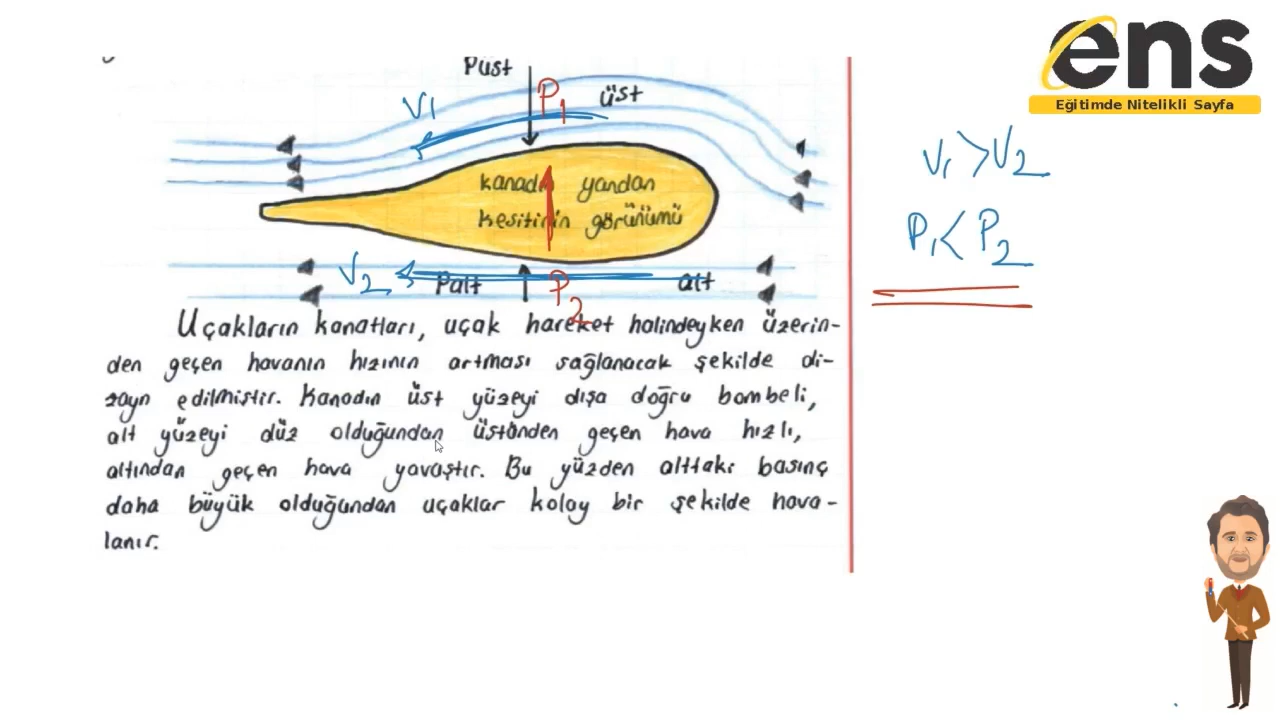 ens
Eğitimde Nitelikli Sayfa
Püst
P1
üst
V1
kanadın yandan
kesitinin görünümü
V2
Palt
P2
alt
V1 > V2
P1 < P2
Uçakların kanatları, uçak hareket halindeyken üzerin-
den geçen havanın hızının artması sağlanacak şekilde di-
zayn edilmiştir. Kanadın üst yüzeyi dışa doğru bombeli,
alt yüzeyi düz olduğundan üstünden geçen hava hızlı,
altından geçen hava yavaştır. Bu yüzden alttaki basınç
daha büyük olduğundan uçaklar kolay bir şekilde hava-
lanır.